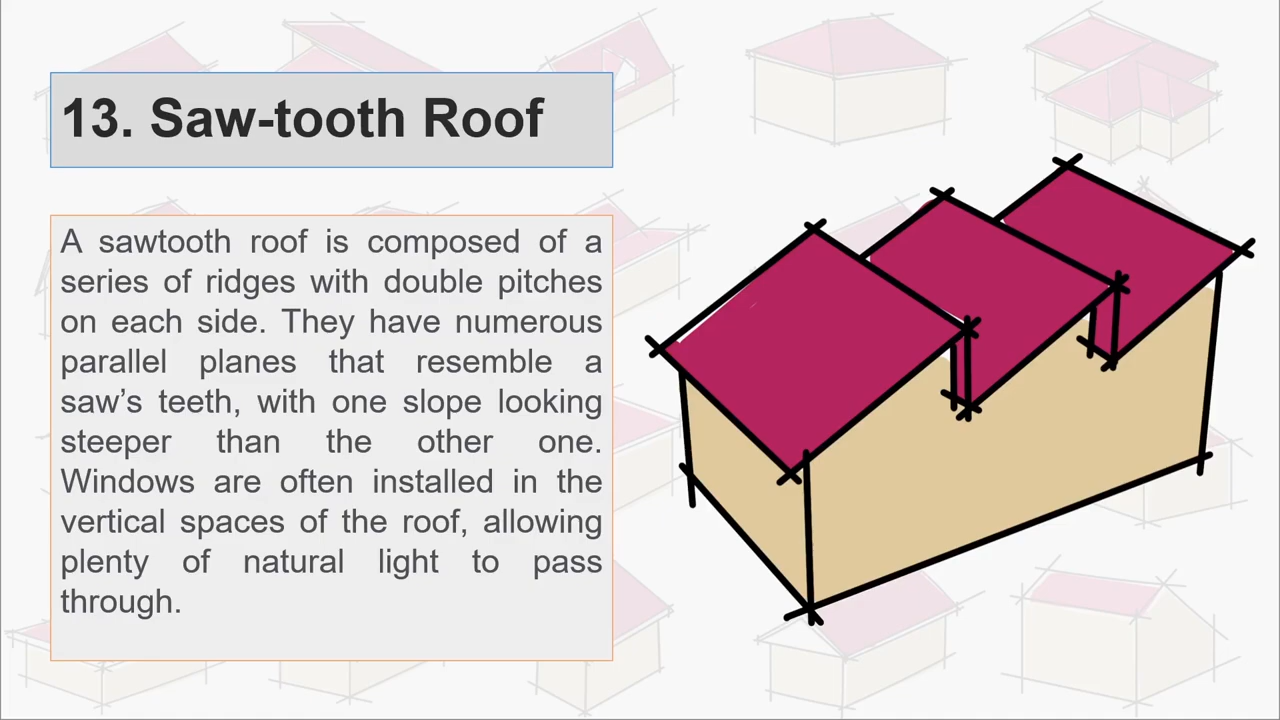 13. Saw-tooth Roof
A sawtooth roof is composed of a
series of ridges with double pitches
on each side. They have numerous
parallel planes that resemble a
saw’s teeth, with one slope looking
steeper than the other one.
Windows are often installed in the
vertical spaces of the roof, allowing
plenty of natural light to pass
through.